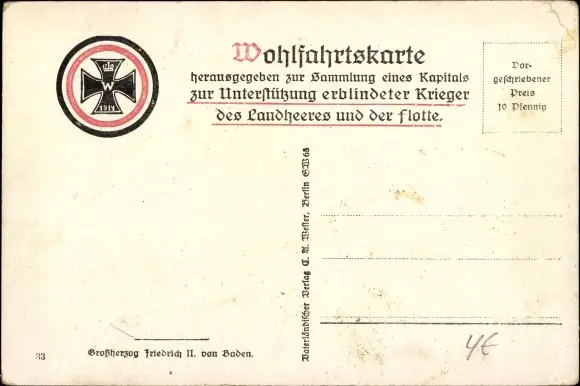 Wohlfahrtskarte
herausgegeben zur Sammlung eines Kapitals
zur Unterstützung erblindeter Krieger
des Landheeres und der Flotte.
Vor-
geschriebener
Preis
10 Pfennig
W
1914
Vaterländischer Verlag C. A. Weller, Berlin SW 68
33
Großherzog Friedrich II. von Baden.
4€